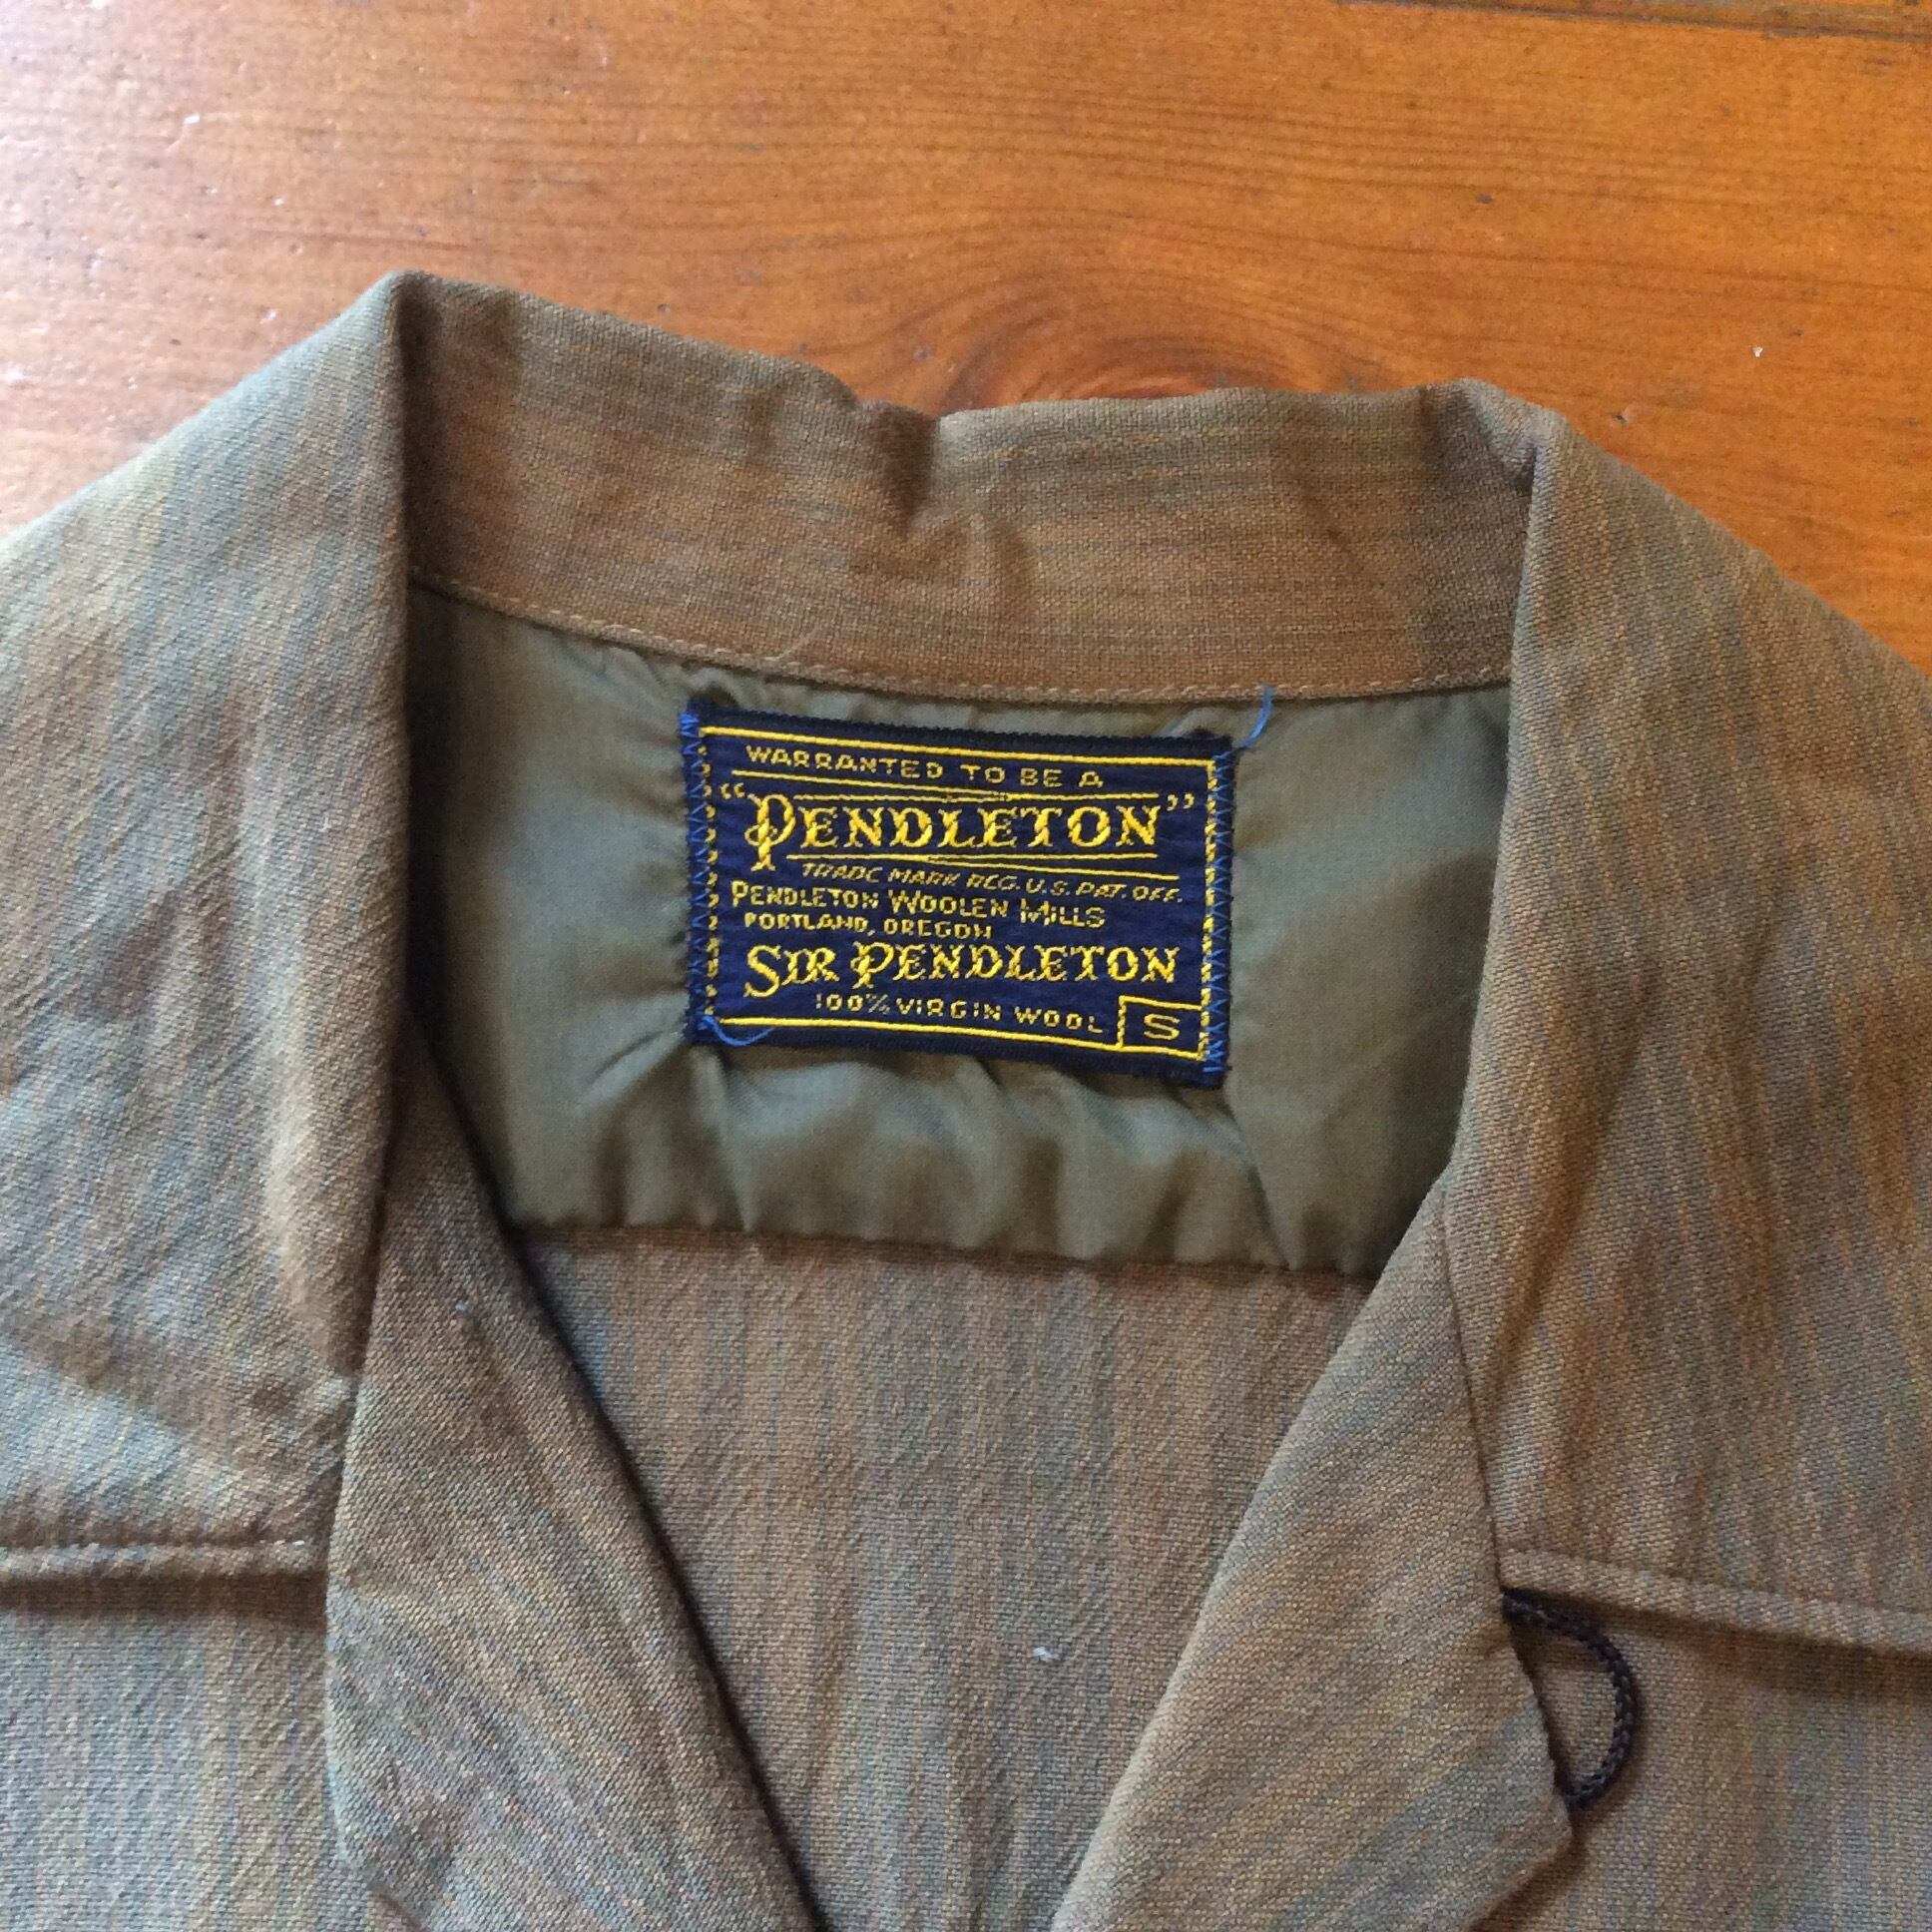 WARRANTED TO BE A
"PENDLETON"
TRADE MARK REG. U.S. PAT. OFF.
PENDLETON WOOLEN MILLS
PORTLAND, OREGON
SIR PENDLETON
100% VIRGIN WOOL S